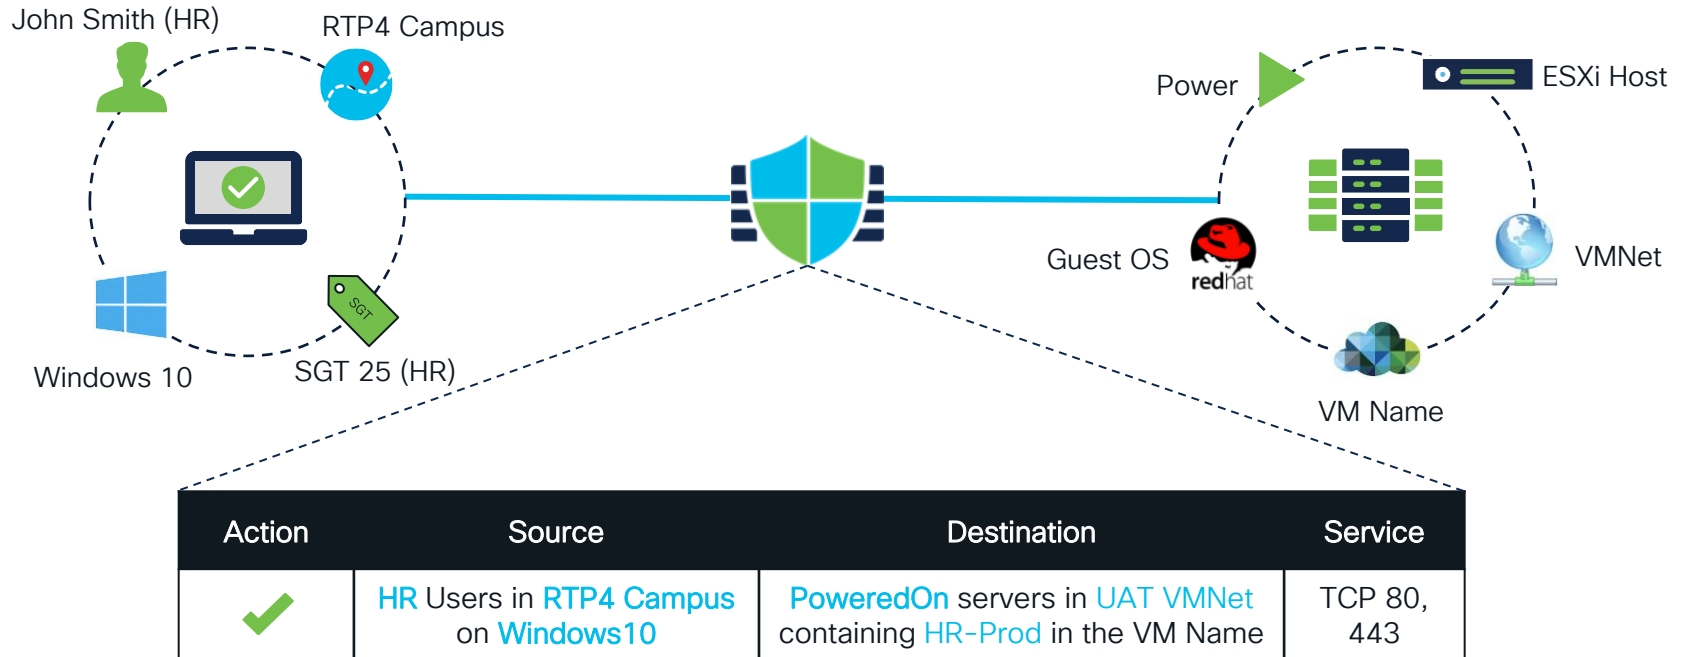 John Smith (HR)
RTP4 Campus
Power
ESXi Host
Guest OS
redhat
VMNet
SGT
Windows 10
SGT 25 (HR)
VM Name
Action
Source
Destination
Service
HR Users in RTP4 Campus
on Windows10
PoweredOn servers in UAT VMNet
containing HR-Prod in the VM Name
TCP 80,
443